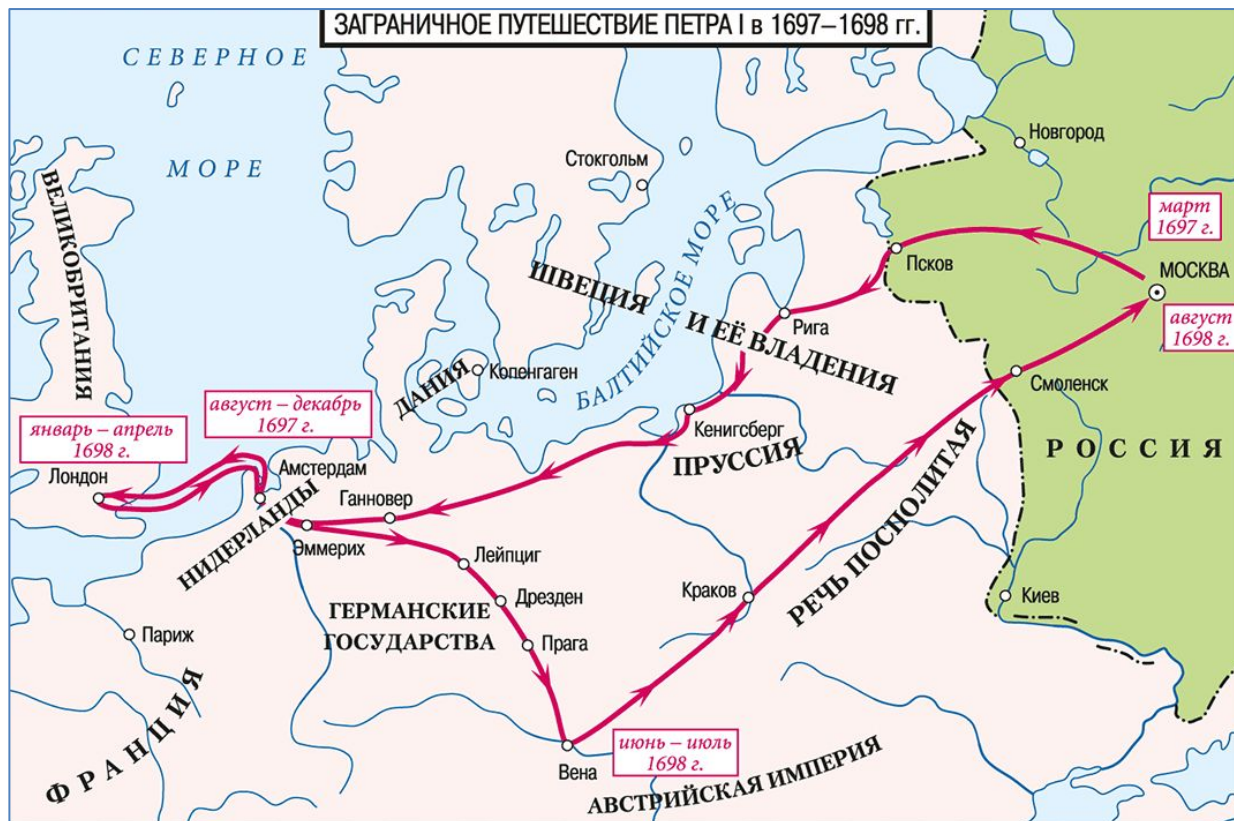 ЗАГРАНИЧНОЕ ПУТЕШЕСТВИЕ ПЕТРА I в 1697–1698 гг.
СЕВЕРНОЕ
МОРЕ
ВЕЛИКОБРИТАНИЯ
Стокгольм
Новгород
март
1697 г.
МОСКВА
август
1698 г.
Псков
Рига
ШВЕЦИЯ И ЕЁ ВЛАДЕНИЯ
БАЛТИЙСКОЕ МОРЕ
ДАНИЯ
Копенгаген
Смоленск
Кенигсберг
ПРУССИЯ
РОССИЯ
август – декабрь
1697 г.
январь – апрель
1698 г.
Лондон
Амстердам
НИДЕРЛАНДЫ
Ганновер
Эммерих
Лейпциг
Дрезден
Прага
ГЕРМАНСКИЕ
ГОСУДАРСТВА
Краков
РЕЧЬ ПОСПОЛИТАЯ
Киев
Париж
ФРАНЦИЯ
Вена
июнь – июль
1698 г.
АВСТРИЙСКАЯ ИМПЕРИЯ